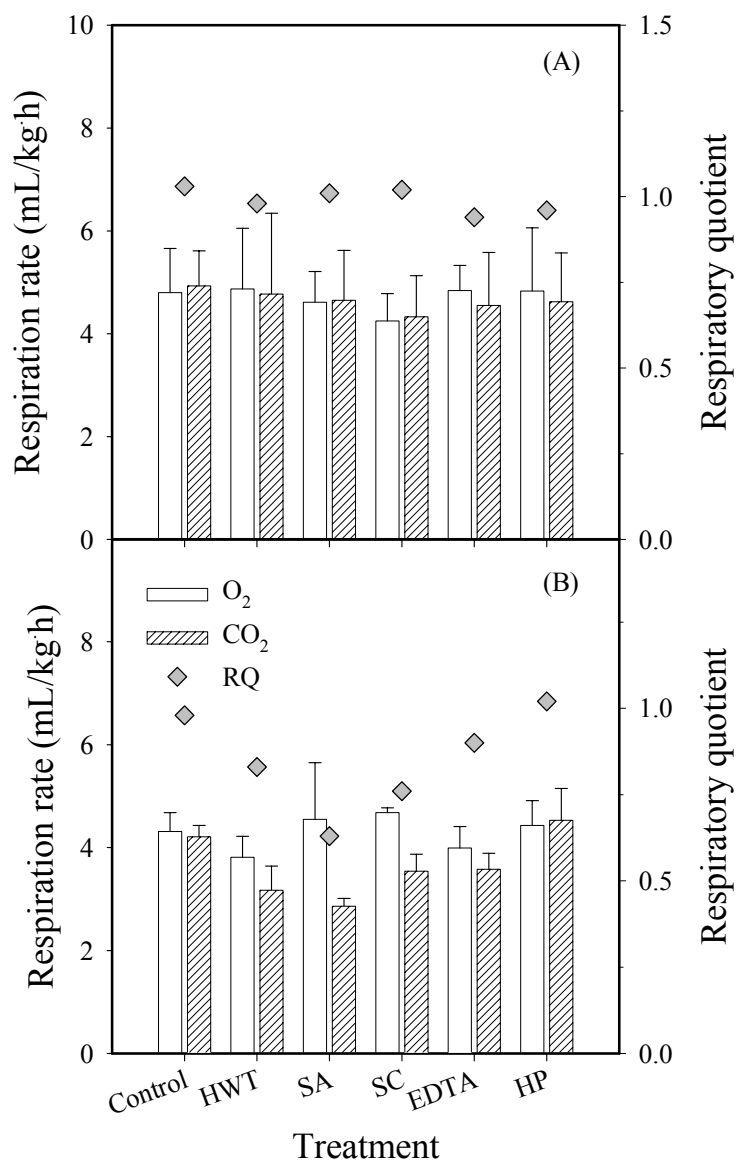 10
8
6
4
2
0
Respiration rate (mL/kg·h)
(A)
1.5
1.0
0.5
0.0
Respiratory quotient
8
6
4
2
0
Respiration rate (mL/kg·h)
(B)
O₂
CO₂
RQ
1.0
0.5
0.0
Respiratory quotient
Control
HWT
SA
SC
EDTA
HP
Treatment